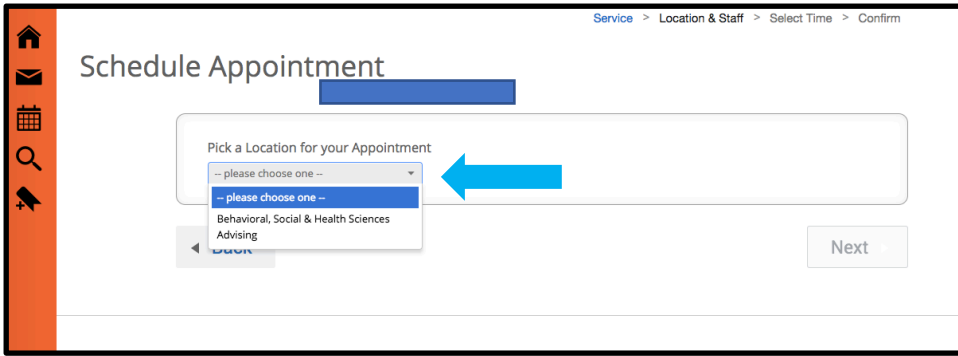 Service > Location & Staff > Select Time > Confirm
Schedule Appointment
Pick a Location for your Appointment
-- please choose one --
-- please choose one --
Behavioral, Social & Health Sciences
Advising
Back
Next